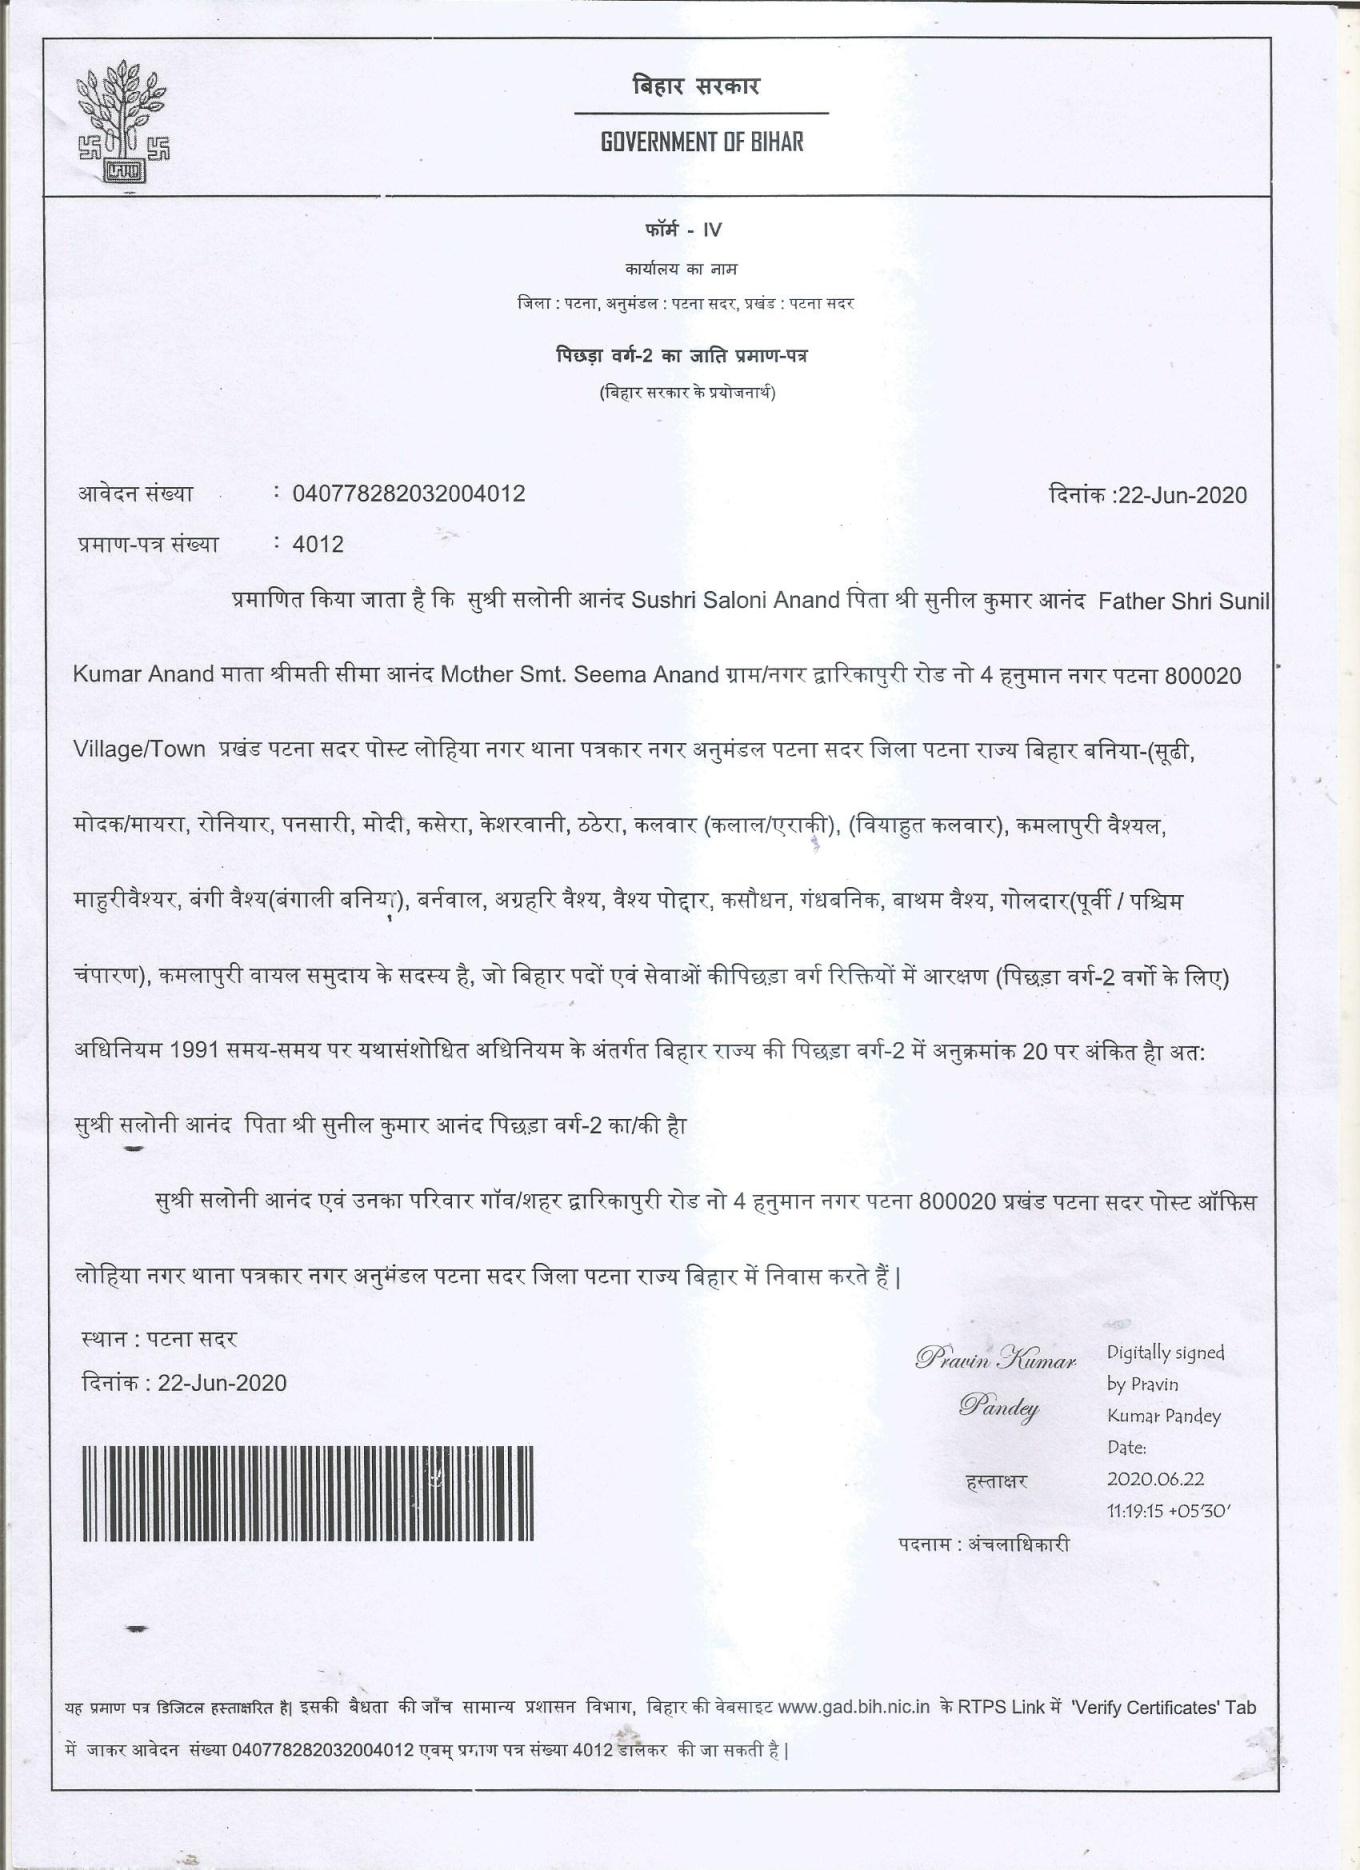 बिहार सरकार
GOVERNMENT OF BIHAR
फॉर्म - IV
कार्यालय का नाम
जिला : पटना, अनुमंडल : पटना सदर, प्रखंड : पटना सदर
पिछड़ा वर्ग-2 का जाति प्रमाण-पत्र
(बिहार सरकार के प्रयोजनार्थ)
आवेदन संख्या : 040778282032004012 दिनांक :22-Jun-2020
प्रमाण-पत्र संख्या : 4012
प्रमाणित किया जाता है कि सुश्री सलोनी आनंद Sushri Saloni Anand पिता श्री सुनील कुमार आनंद Father Shri Sunil
Kumar Anand माता श्रीमती सीमा आनंद Mother Smt. Seema Anand ग्राम/नगर द्वारिकापुरी रोड नो 4 हनुमान नगर पटना 800020
Village/Town प्रखंड पटना सदर पोस्ट लोहिया नगर थाना पत्रकार नगर अनुमंडल पटना सदर जिला पटना राज्य बिहार बनिया-(सूढी,
मोदक/मायरा, रोनियार, पनसारी, मोदी, कसेरा, केशरवानी, ठठेरा, कलवार (कलाल/एराकी), (वियाहुत कलवार), कमलापुरी वैश्यल,
माहुरीवैश्यर, बंगी वैश्य(बंगाली बनिया), बर्नवाल, अग्रहरि वैश्य, वैश्य पोद्दार, कसौधन, गंधबनिक, बाथम वैश्य, गोलदार(पूर्वी / पश्चिम
चंपारण), कमलापुरी वायल समुदाय के सदस्य है, जो बिहार पदों एवं सेवाओं कीपिछड़ा वर्ग रिक्तियों में आरक्षण (पिछड़ा वर्ग-2 वर्गो के लिए)
अधिनियम 1991 समय-समय पर यथासंशोधित अधिनियम के अंतर्गत बिहार राज्य की पिछड़ा वर्ग-2 में अनुक्रमांक 20 पर अंकित है। अत:
सुश्री सलोनी आनंद पिता श्री सुनील कुमार आनंद पिछड़ा वर्ग-2 का/की है।
सुश्री सलोनी आनंद एवं उनका परिवार गाॅव/शहर द्वारिकापुरी रोड नो 4 हनुमान नगर पटना 800020 प्रखंड पटना सदर पोस्ट ऑफिस
लोहिया नगर थाना पत्रकार नगर अनुमंडल पटना सदर जिला पटना राज्य बिहार में निवास करते हैं |
स्थान : पटना सदर
दिनांक : 22-Jun-2020
Pravin Kumar
Pandey
Digitally signed
by Pravin
Kumar Pandey
Date:
2020.06.22
11:19:15 +05'30'
हस्ताक्षर
पदनाम : अंचलाधिकारी
यह प्रमाण पत्र डिजिटल हस्ताक्षरित है| इसकी बैधता की जाँच सामान्य प्रशासन विभाग, बिहार की वेबसाइट www.gad.bih.nic.in के RTPS Link में 'Verify Certificates' Tab
में जाकर आवेदन संख्या 040778282032004012 एवम् प्रमाण पत्र संख्या 4012 डालकर की जा सकती है |